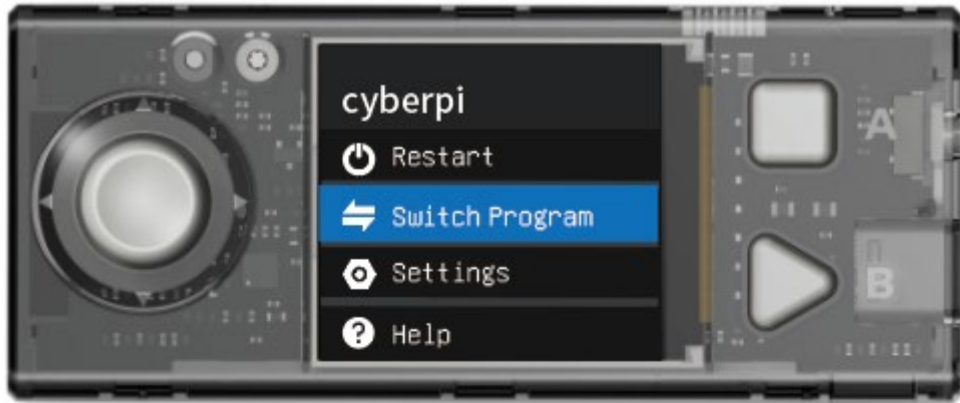 cyberpi
Restart
Switch Program
Settings
? Help
A
B